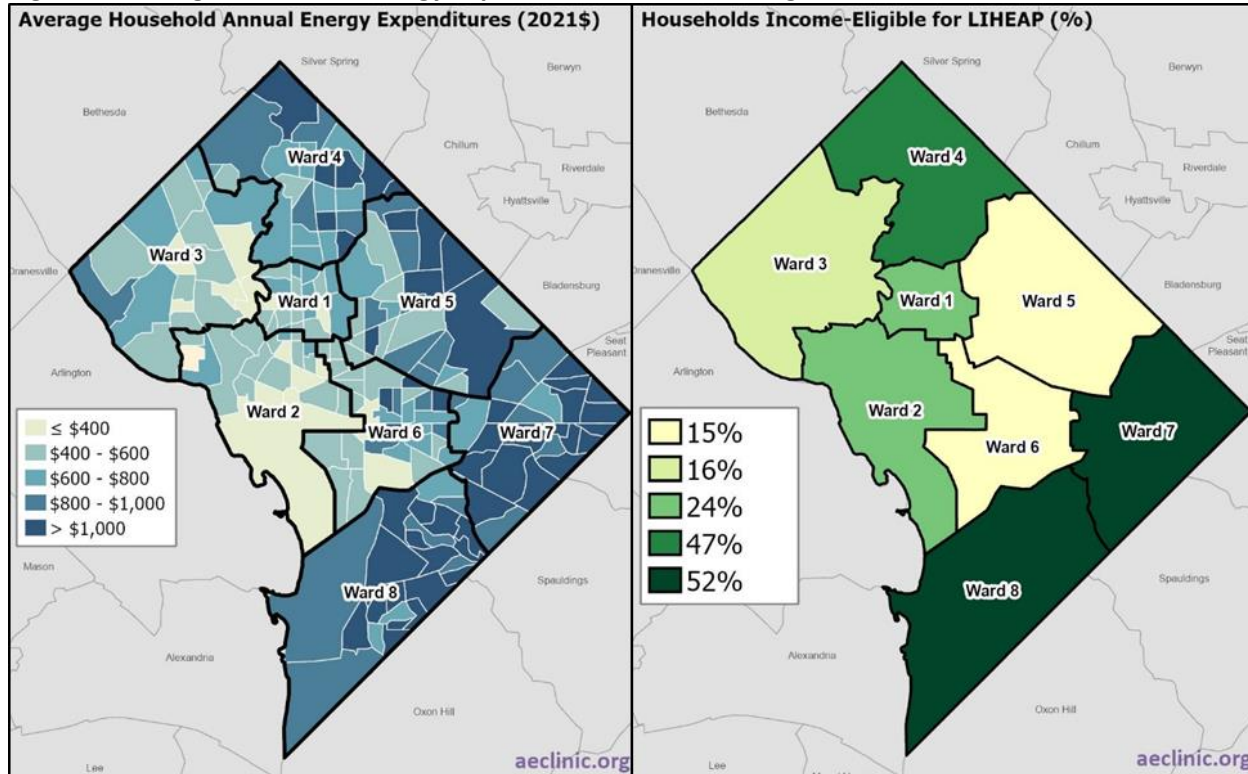 Average Household Annual Energy Expenditures (2021$)
Silver Spring
Berwyn
Bethesda
Chillum
Ward 4
Riverdale
Hyattsville
Ward 3
Dranesville
Ward 1
Ward 5
Bladensburg
Seat
Pleasant
Arlington
Ward 2
Ward 6
Ward 7
≤ $400
$400 - $600
$600 - $800
$800 - $1,000
> $1,000
Mason
Spauldings
Ward 8
Alexandria
Oxon Hill
Lee
aeclinic.org
Households Income-Eligible for LIHEAP (%)
Silver Spring
Berwyn
Bethesda
Chillum
Ward 4
Riverdale
Hyattsville
Ward 3
Dranesville
Ward 1
Ward 5
Bladensburg
Seat
Pleasant
Arlington
Ward 2
Ward 7
Ward 6
15%
16%
24%
47%
52%
Spauldings
Ward 8
Alexandria
Oxon Hill
Lee
aeclinic.org